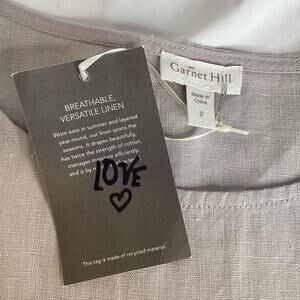 BREATHABLE,
VERSATILE LINEN
Worn solo in summer and layered
year-round, our linen spans the
seasons. It drapes beautifully,
has twice the strength of cotton,
manages moisture efficiently,
and is by
LOVE
This tag is made of recycled material.
Garnet Hill
Made in
China
2